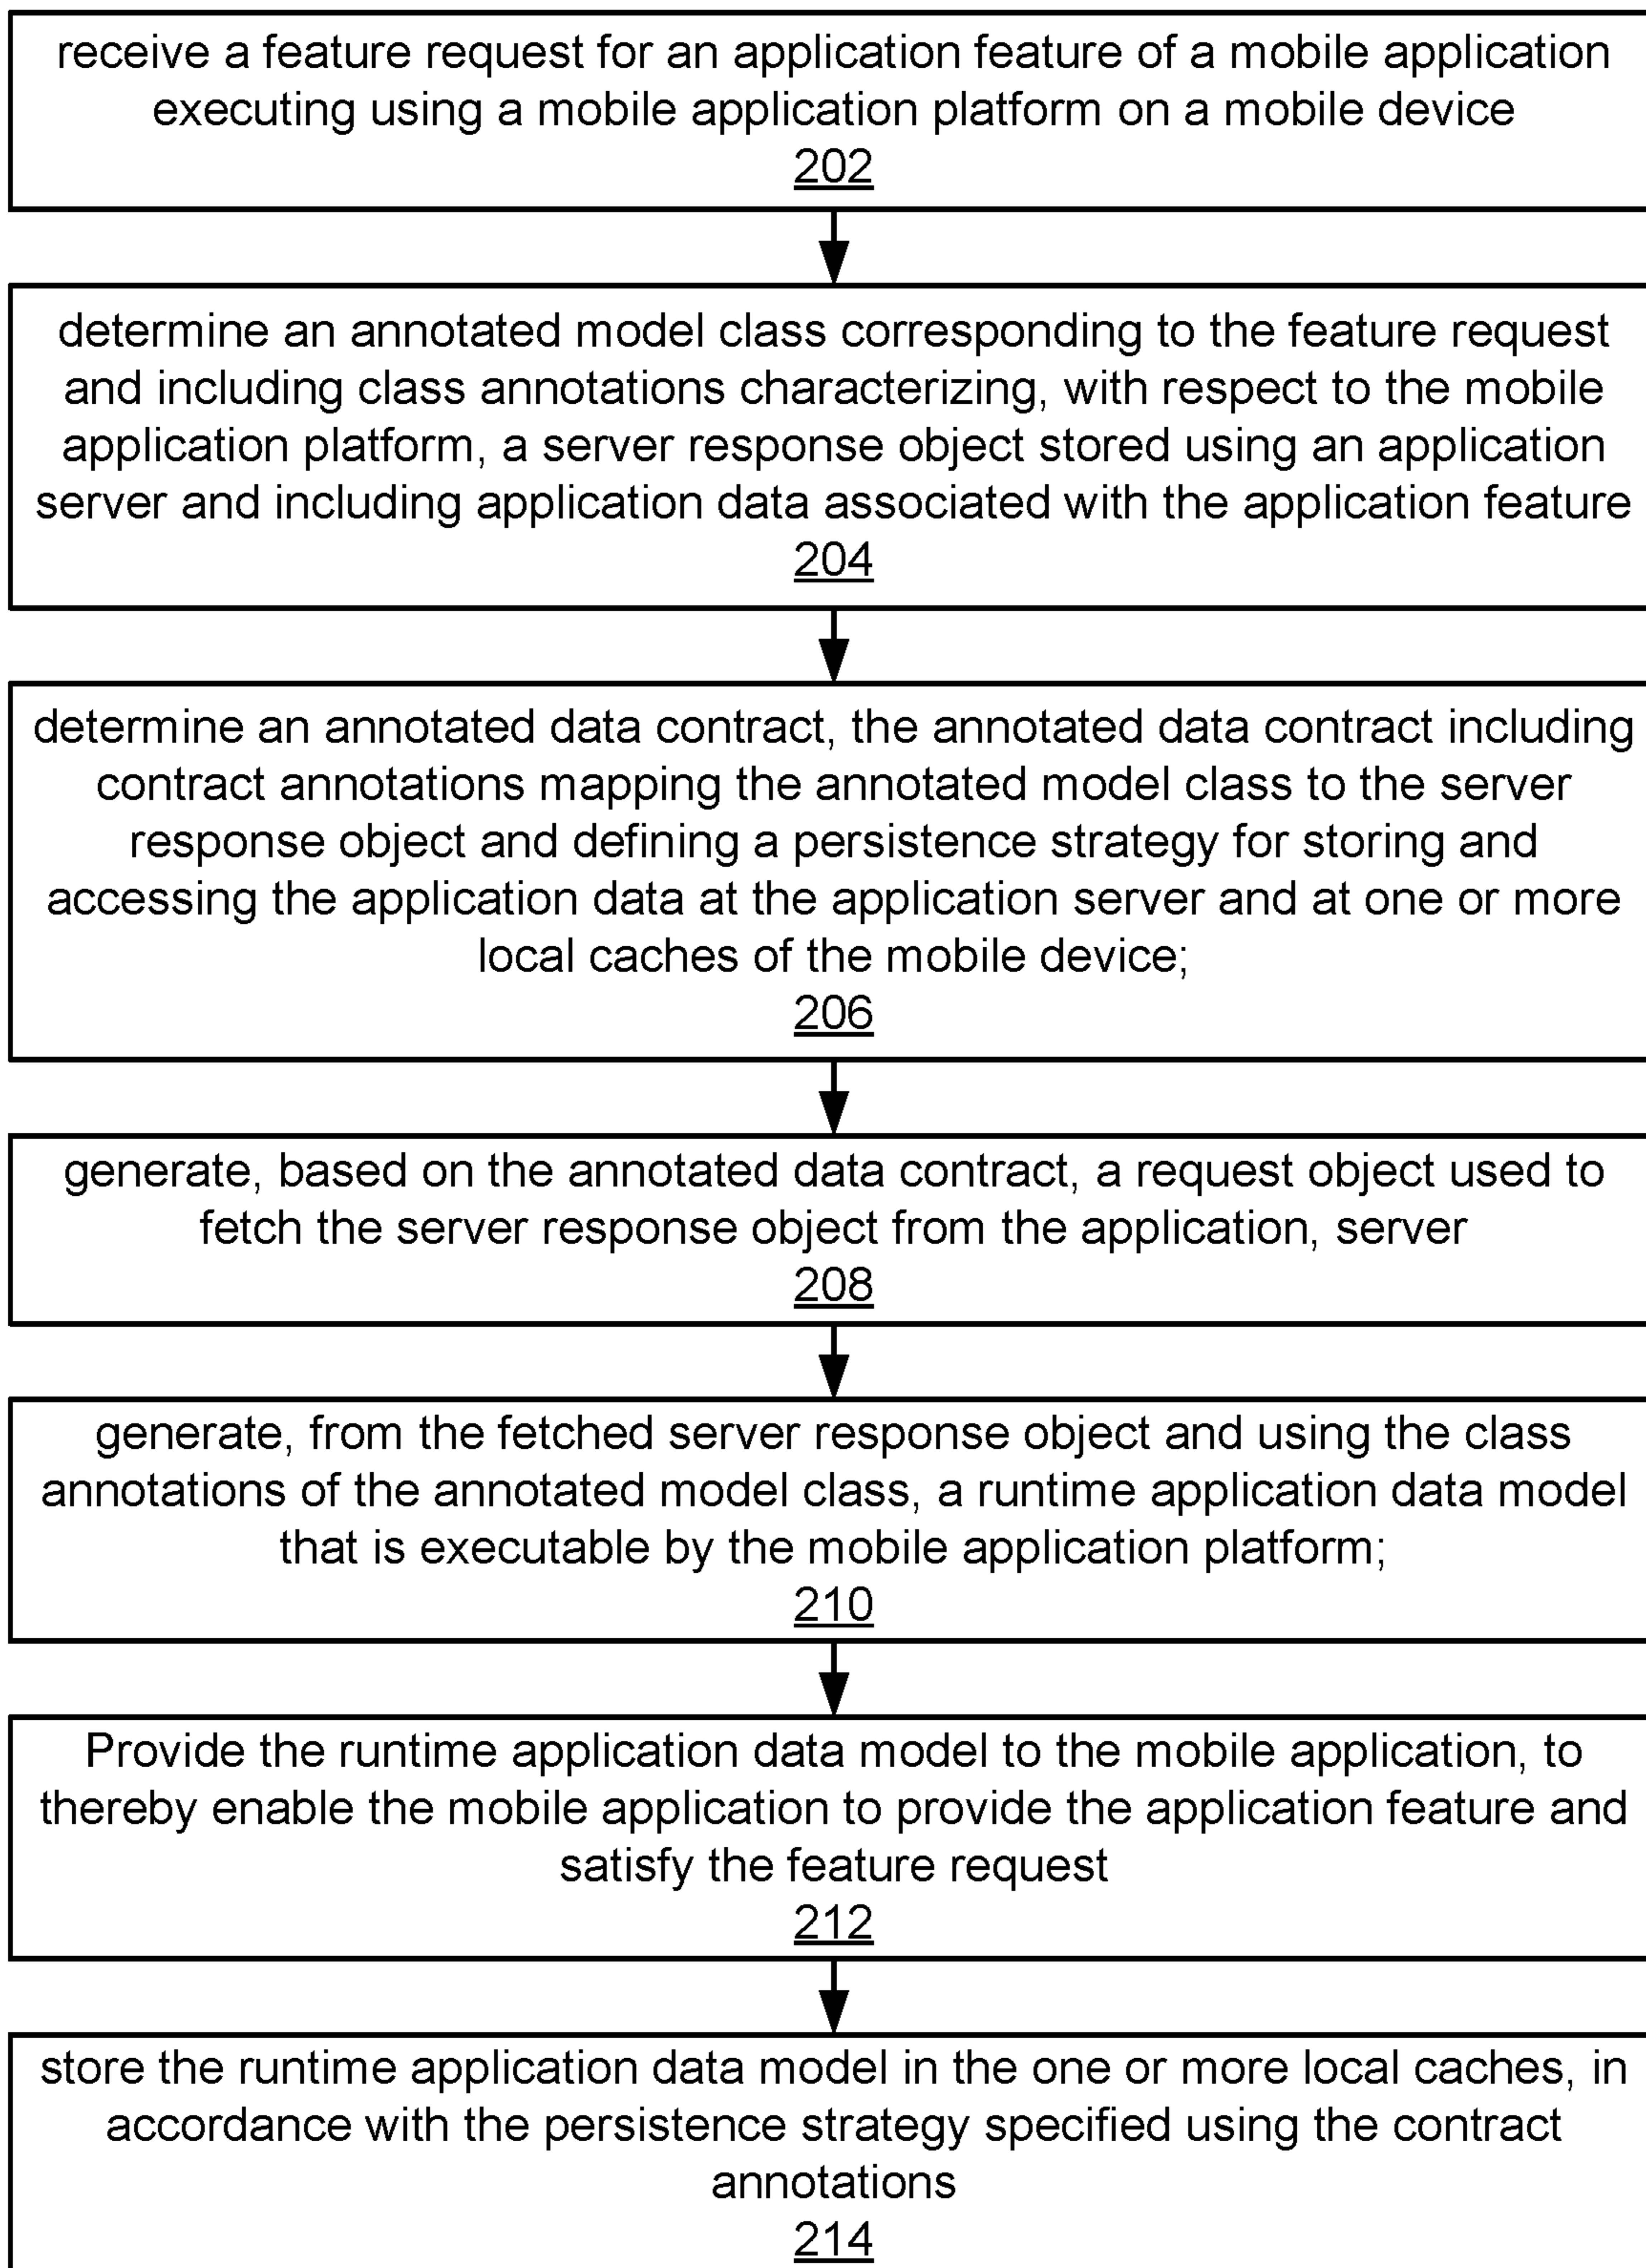 receive a feature request for an application feature of a mobile application
executing using a mobile application platform on a mobile device
202
determine an annotated model class corresponding to the feature request
and including class annotations characterizing, with respect to the mobile
application platform, a server response object stored using an application
server and including application data associated with the application feature
204
determine an annotated data contract, the annotated data contract including
contract annotations mapping the annotated model class to the server
response object and defining a persistence strategy for storing and
accessing the application data at the application server and at one or more
local caches of the mobile device;
206
generate, based on the annotated data contract, a request object used to
fetch the server response object from the application, server
208
generate, from the fetched server response object and using the class
annotations of the annotated model class, a runtime application data model
that is executable by the mobile application platform;
210
Provide the runtime application data model to the mobile application, to
thereby enable the mobile application to provide the application feature and
satisfy the feature request
212
store the runtime application data model in the one or more local caches, in
accordance with the persistence strategy specified using the contract
annotations
214